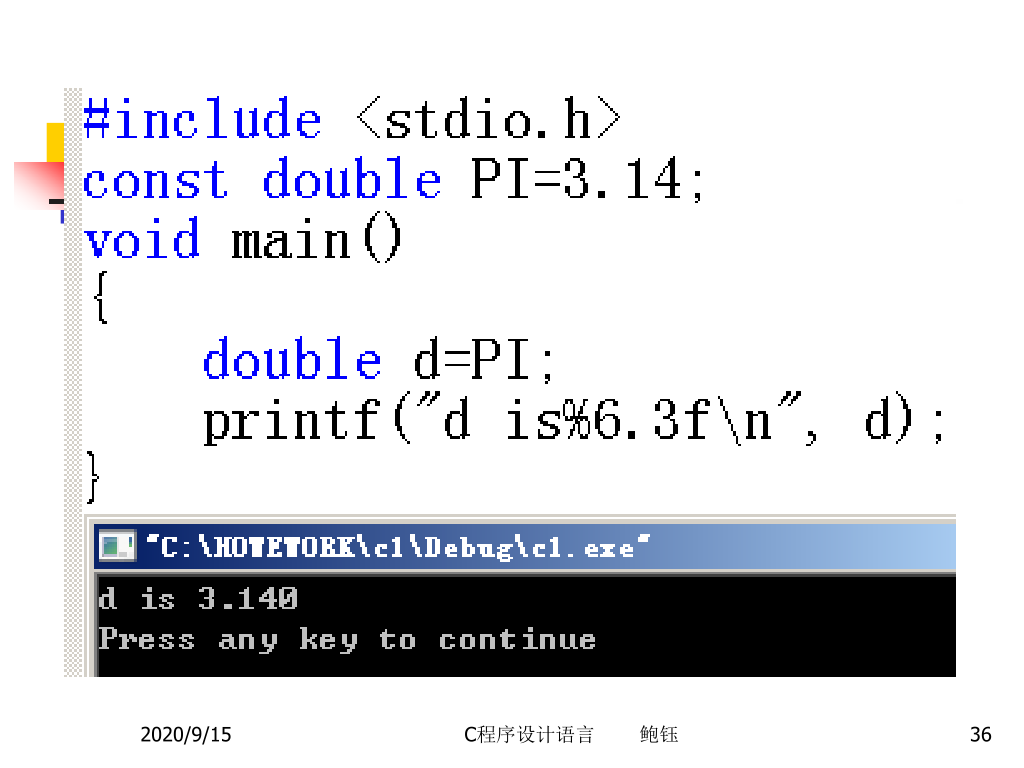 #include <stdio.h>
const double PI=3.14;
void main()
{
    double d=PI;
    printf("d is%6.3f\n", d);
}
"C:\HOMEWORK\c1\Debug\c1.exe"
d is 3.140
Press any key to continue
2020/9/15 C程序设计语言 鲍钰 36